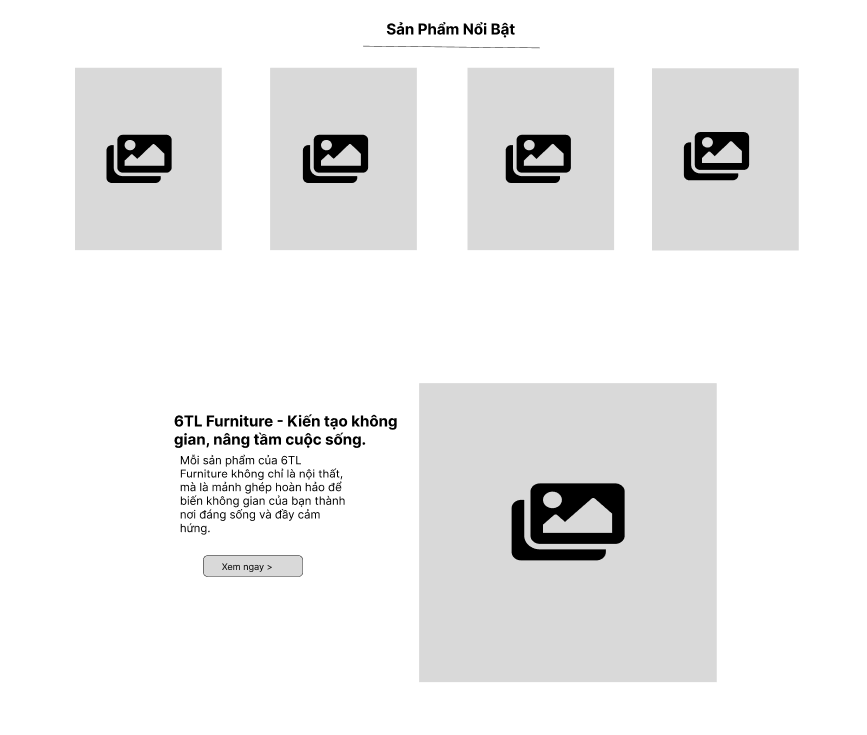 Sản Phẩm Nổi Bật
6TL Furniture - Kiến tạo không
gian, nâng tầm cuộc sống.
Mỗi sản phẩm của 6TL
Furniture không chỉ là nội thất,
mà là mảnh ghép hoàn hảo để
biến không gian của bạn thành
nơi đáng sống và đầy cảm
hứng.
Xem ngay >